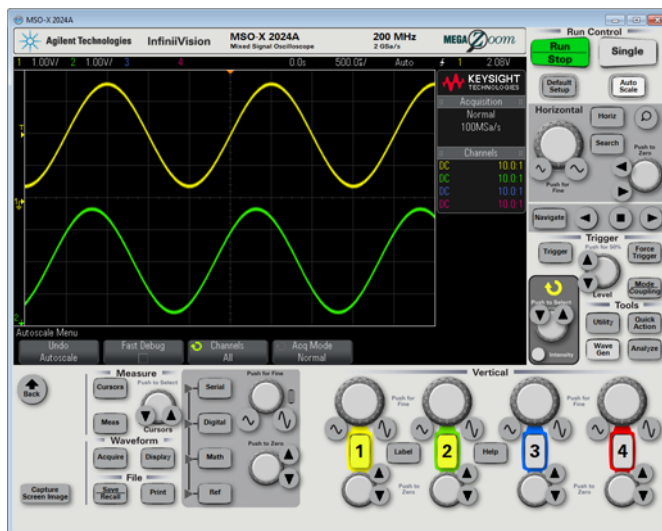 MSO-X 2024A
Agilent Technologies InfiniiVision MSO-X 2024A 200 MHz MEGA Zoom
Mixed Signal Oscilloscope 2 GSa/s
1 1.00V/ 2 1.00V/ 3 4 0.0s 500.0 Auto 1 2.08V
KEYSIGHT
TECHNOLOGIES
Acquisition
Normal
100MSa/s
Channels
DC 10.0:1
DC 10.0:1
DC 10.0:1
DC 10.0:1
T
1
2
Autoscale Menu
Undo Autoscale
Fast Debug
Channels All
Acq Mode Normal
Run Control
Run Stop
Single
Default Setup
Auto Scale
Horizontal
Horiz
Search
Push to Zero
Push for Fine
Navigate
Trigger
Push for 50%
Trigger
Force Trigger
Level
Mode Coupling
Push to Select
Intensity
Tools
Utility
Quick Action
Wave Gen
Analyze
Back
Measure
Cursors
Push to Select
Meas
Cursors
Waveform
Acquire
Display
File
Save Recall
Print
Capture Screen Image
Serial
Digital
Math
Ref
Push for Fine
Push to Zero
Vertical
Push for Fine
Push for Fine
1
Label
2
Help
3
4
Push to Zero
Push to Zero